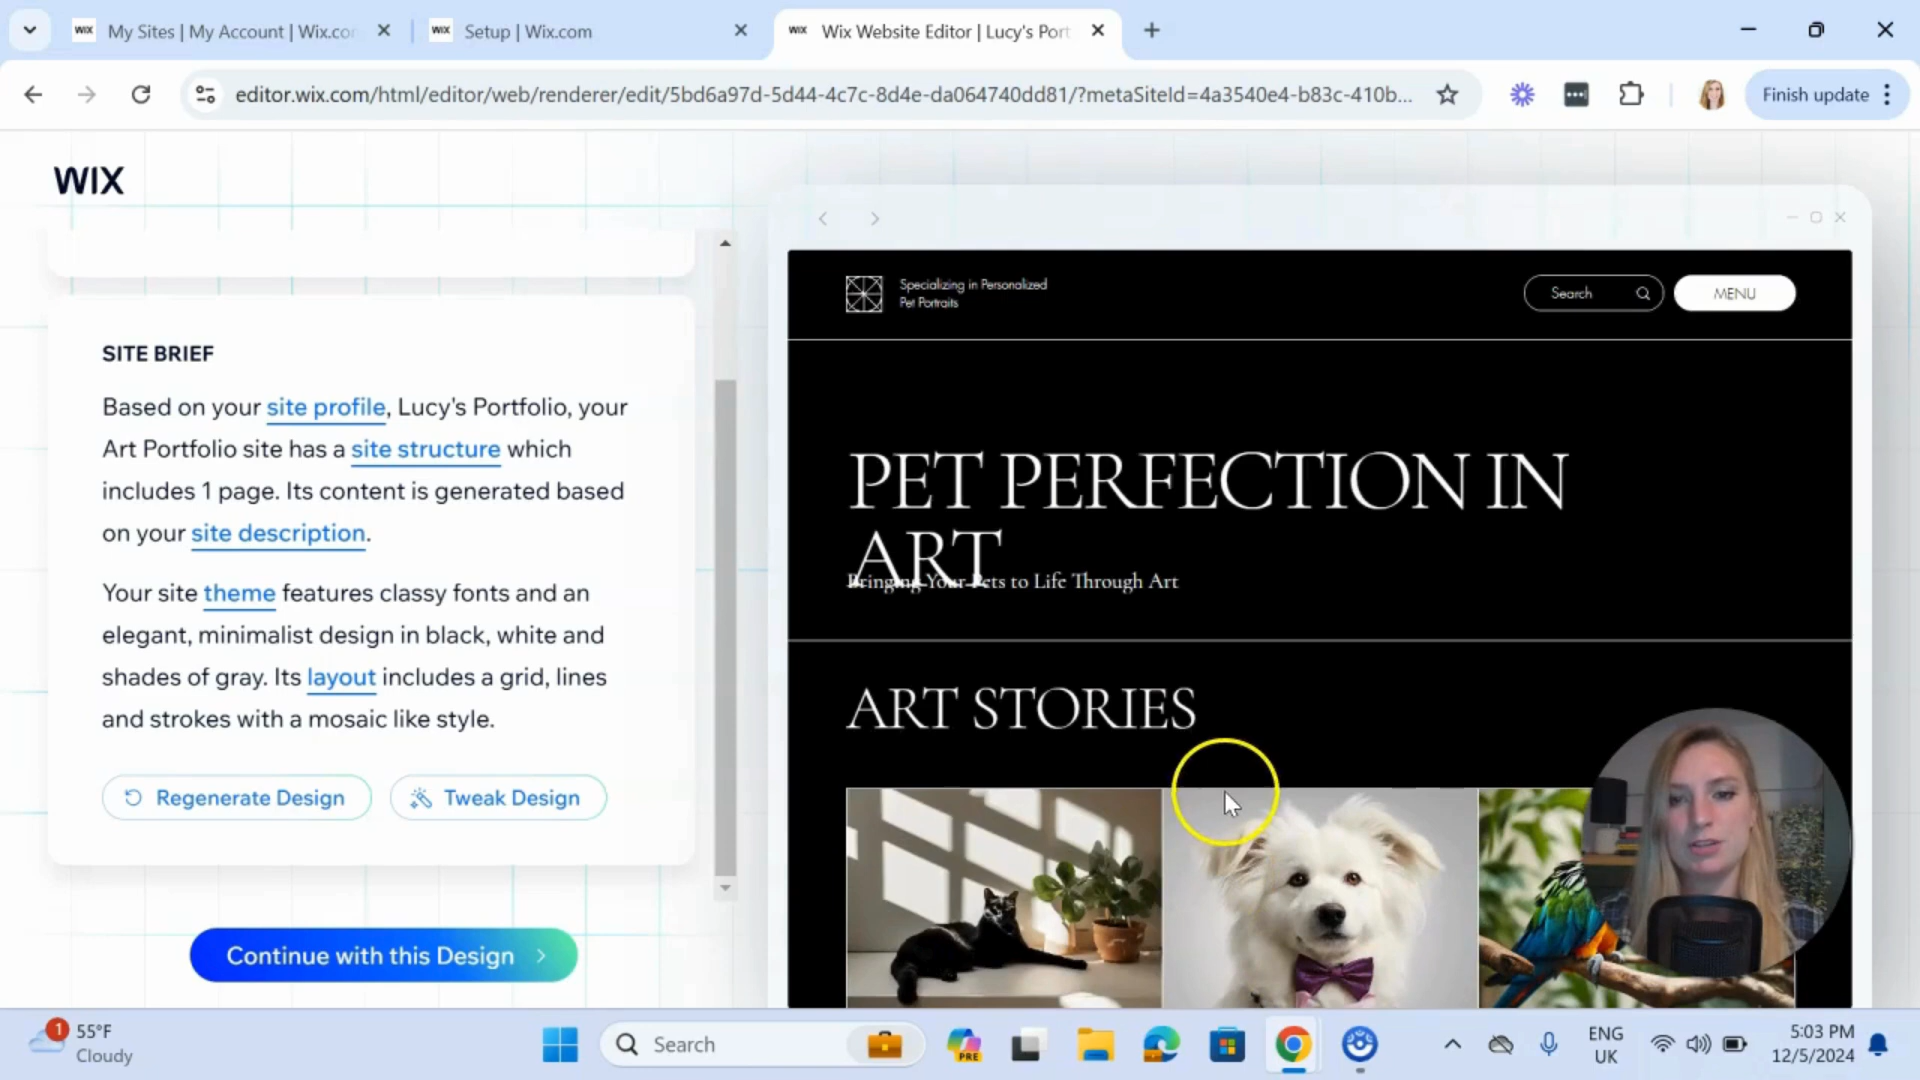 WIX My Sites | My Account | Wix.co
WIX Setup | Wix.com
WIX Wix Website Editor | Lucy's Port
editor.wix.com/html/editor/web/renderer/edit/5bd6a97d-5d44-4c7c-8d4e-da064740dd81/?metaSiteId=4a3540e4-b83c-410b...
Finish update
WIX
SITE BRIEF
Based on your site profile, Lucy's Portfolio, your
Art Portfolio site has a site structure which
includes 1 page. Its content is generated based
on your site description.
Your site theme features classy fonts and an
elegant, minimalist design in black, white and
shades of gray. Its layout includes a grid, lines
and strokes with a mosaic like style.
Regenerate Design
Tweak Design
Continue with this Design
Specializing in Personalized
Pet Portraits
Search
MENU
PET PERFECTION IN
ART
Bringing Your Pets to Life Through Art
ART STORIES
1
55°F
Cloudy
Search
PRE
ENG
UK
5:03 PM
12/5/2024